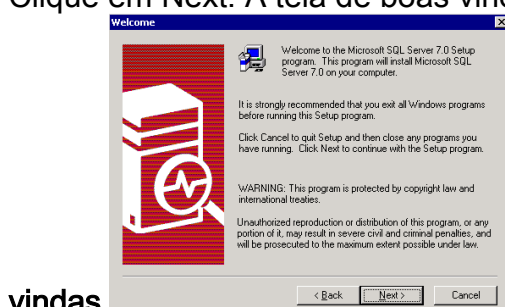 Clique em Next. A tela de boas vind
Welcome
Welcome to the Microsoft SQL Server 7.0 Setup
program. This program will install Microsoft SQL
Server 7.0 on your computer.
It is strongly recommended that you exit all Windows programs
before running this Setup program.
Click Cancel to quit Setup and then close any programs you
have running. Click Next to continue with the Setup program.
WARNING: This program is protected by copyright law and
international treaties.
Unauthorized reproduction or distribution of this program, or any
portion of it, may result in severe civil and criminal penalties, and
will be prosecuted to the maximum extent possible under law.
< Back
Next >
Cancel
vindas